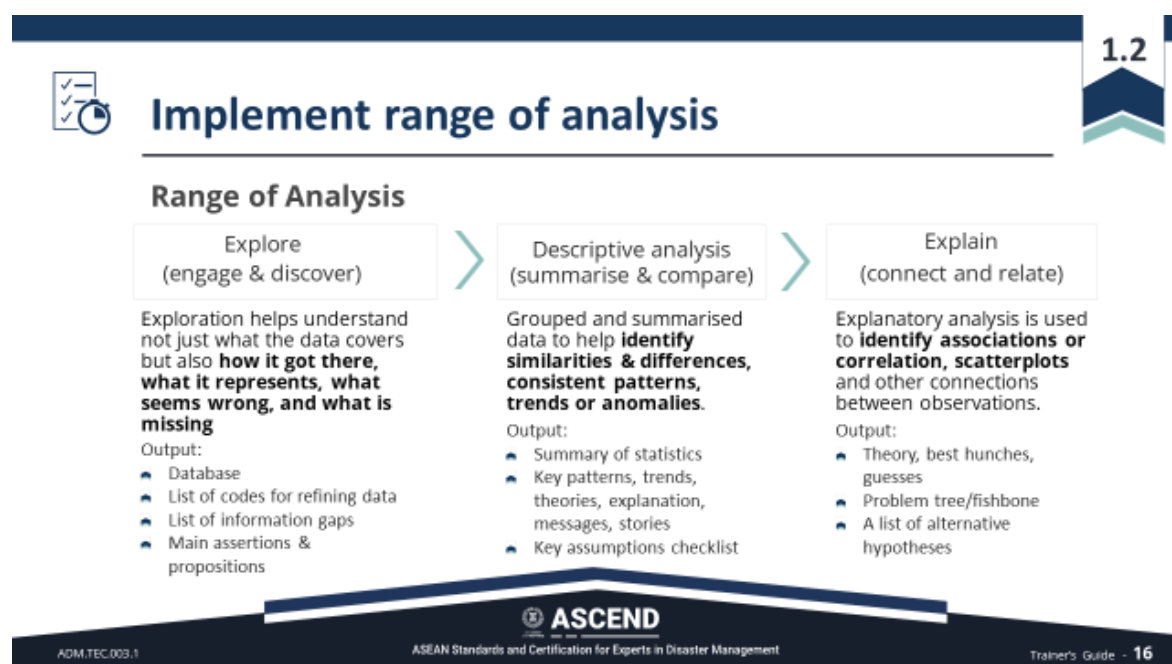 1.2
Implement range of analysis
Range of Analysis
Explore
(engage & discover)
Exploration helps understand
not just what the data covers
but also how it got there,
what it represents, what
seems wrong, and what is
missing
Output:
Database
List of codes for refining data
List of information gaps
Main assertions &
propositions
Descriptive analysis
(summarise & compare)
Grouped and summarised
data to help identify
similarities & differences,
consistent patterns,
trends or anomalies.
Output:
Summary of statistics
Key patterns, trends,
theories, explanation,
messages, stories
Key assumptions checklist
Explain
(connect and relate)
Explanatory analysis is used
to identify associations or
correlation, scatterplots
and other connections
between observations.
Output:
Theory, best hunches,
guesses
Problem tree/fishbone
A list of alternative
hypotheses
ASCEND
ADM.TEC.003.1
ASEAN Standards and Certification for Experts in Disaster Management
Trainer's Guide - 16